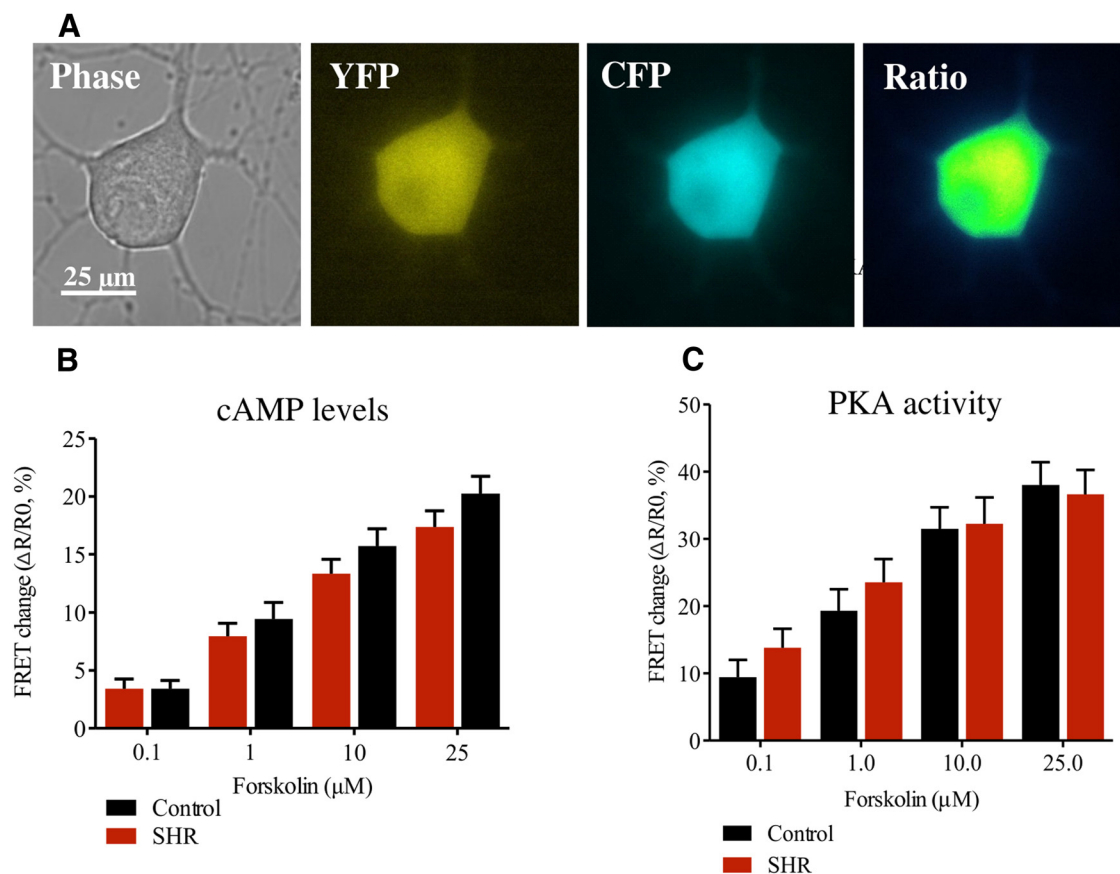 A
Phase
YFP
CFP
Ratio
25 μm
B
cAMP levels
FRET change (ΔR/R0, %)
25
20
15
10
5
0
0.1 1 10 25
Forskolin (μM)
Control
SHR
C
PKA activity
FRET change (ΔR/R0, %)
50
40
30
20
10
0
0.1 1.0 10.0 25.0
Forskolin (μM)
Control
SHR